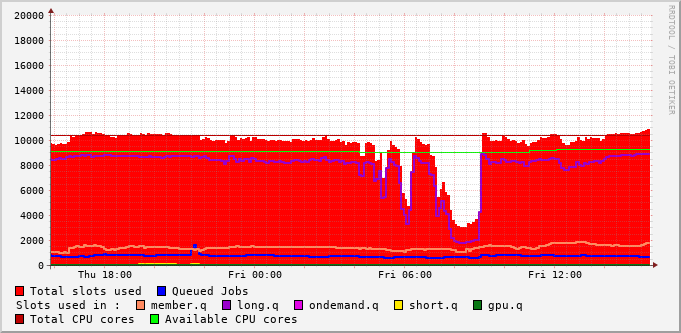 20000
18000
16000
14000
12000
10000
8000
6000
4000
2000
0
Thu 18:00 Fri 00:00 Fri 06:00 Fri 12:00
RRDTOOL / TOBI OETIKER
Total slots used Queued Jobs
Slots used in : member.q long.q ondemand.q short.q gpu.q
Total CPU cores Available CPU cores